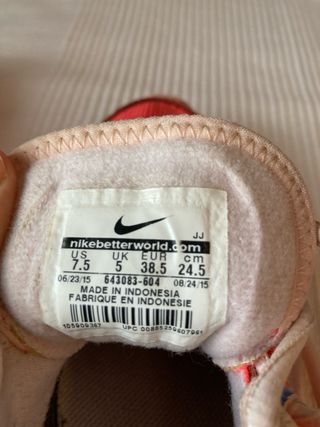 JJ
nikebetterworld.com
US UK EUR cm
7.5 5 38.5 24.5
06/23/15 643083-604 08/24/15
MADE IN INDONESIA
FABRIQUE EN INDONESIE
UPC